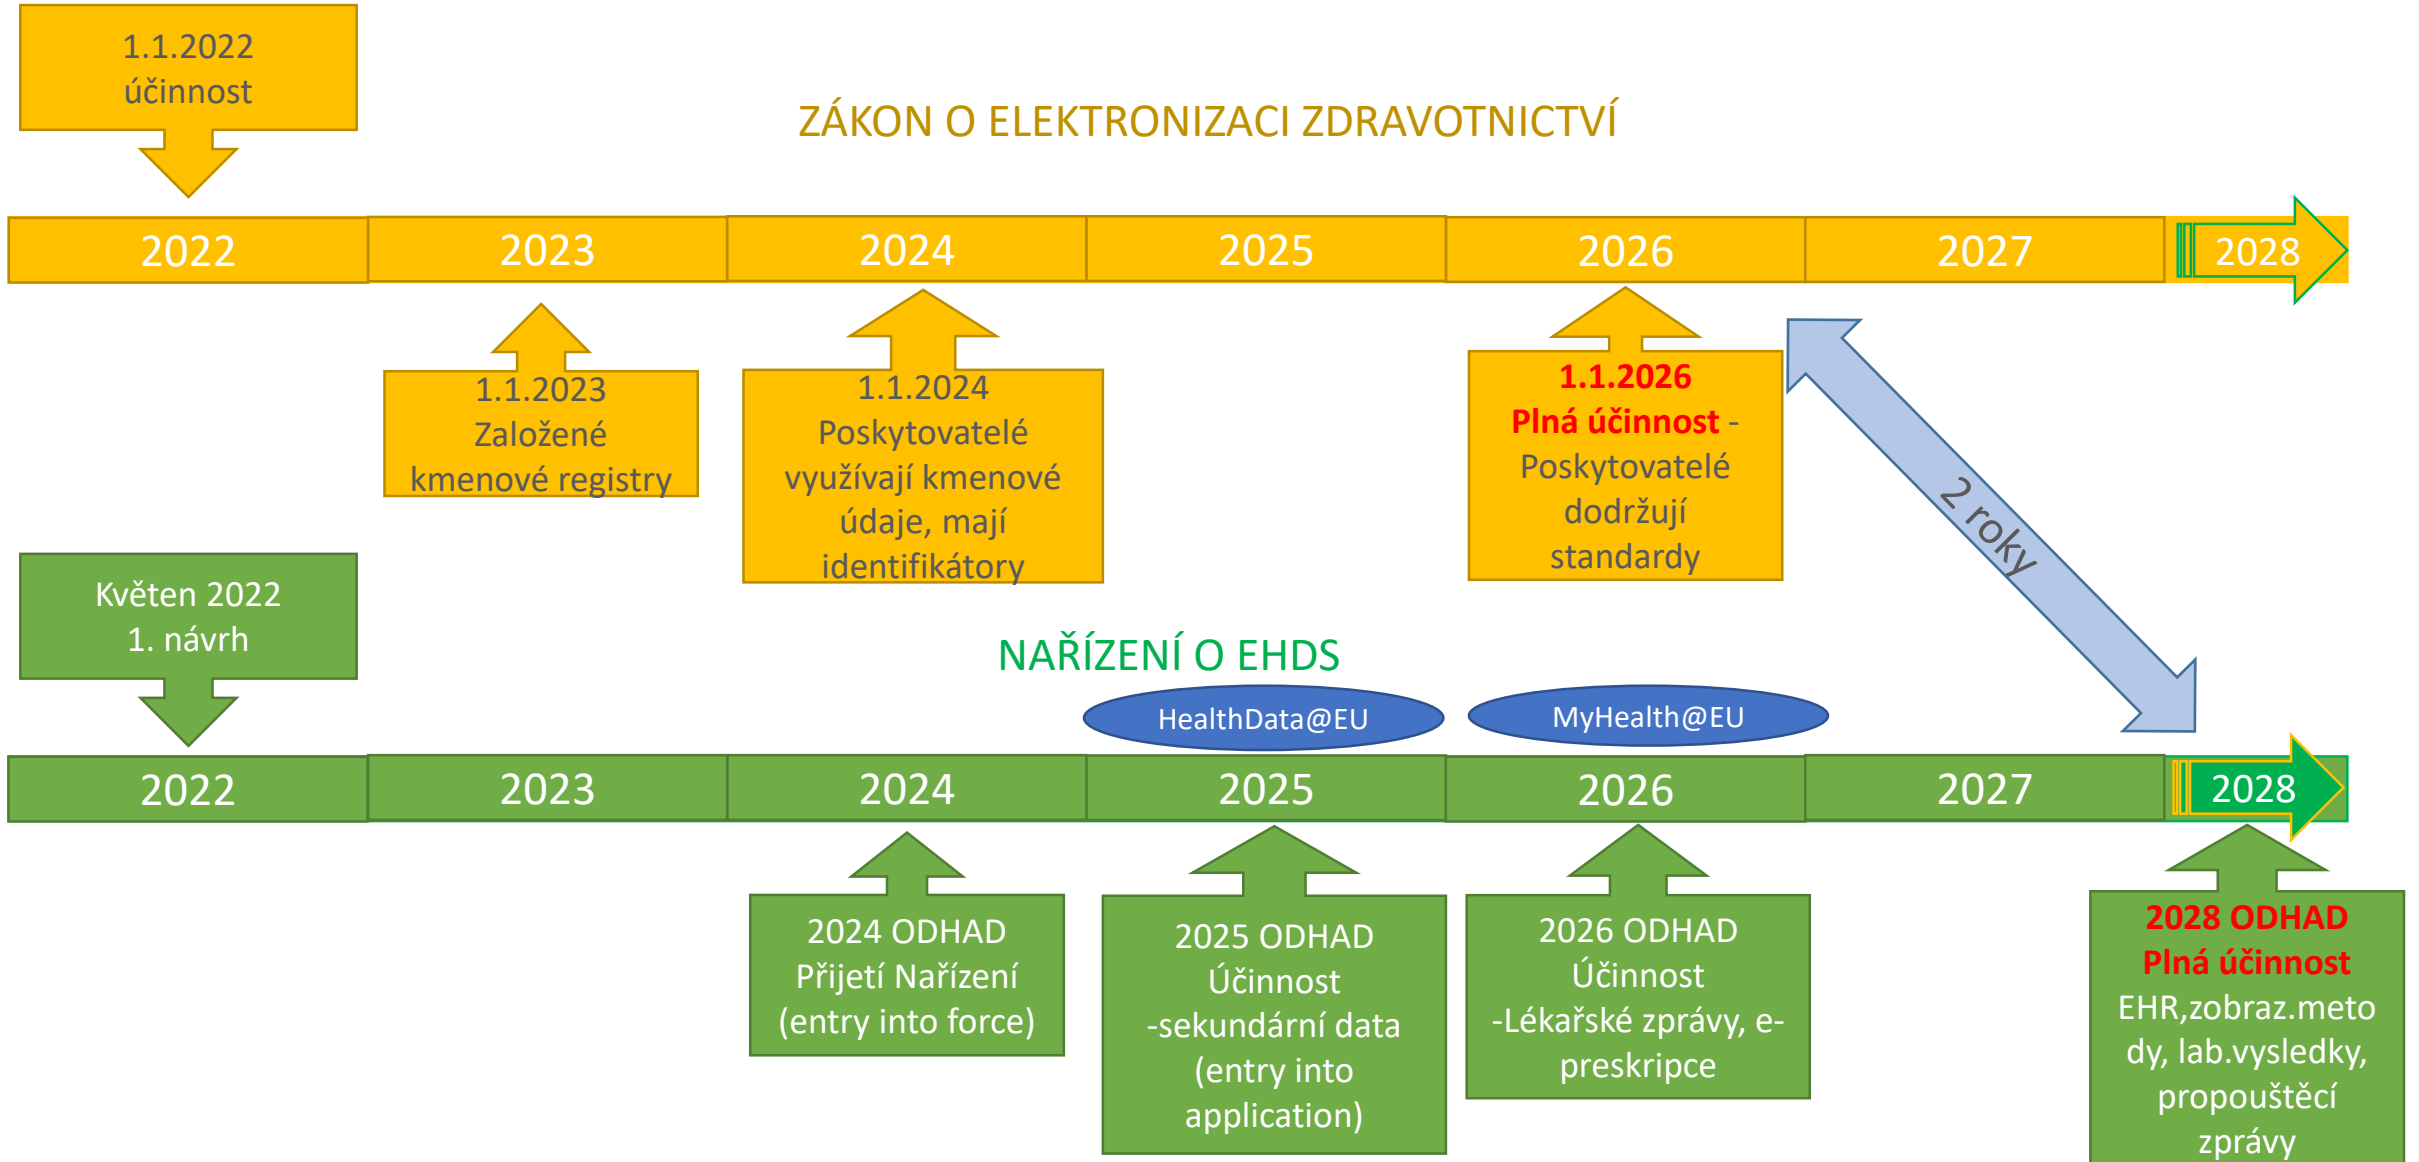 1.1.2022
účinnost
ZÁKON O ELEKTRONIZACI ZDRAVOTNICTVÍ
2022
2023
2024
2025
2026
2027
2028
1.1.2023
Založené
kmenové registry
1.1.2024
Poskytovatelé
využívají kmenové
údaje, mají
identifikátory
1.1.2026
Plná účinnost -
Poskytovatelé
dodržují
standardy
2 roky
Květen 2022
1. návrh
NAŘÍZENÍ O EHDS
HealthData@EU
MyHealth@EU
2022
2023
2024
2025
2026
2027
2028
2024 ODHAD
Přijetí Nařízení
(entry into force)
2025 ODHAD
Účinnost
-sekundární data
(entry into
application)
2026 ODHAD
Účinnost
-Lékařské zprávy, e-
preskripce
2028 ODHAD
Plná účinnost
EHR,zobraz.meto
dy, lab.vysledky,
propouštěcí
zprávy